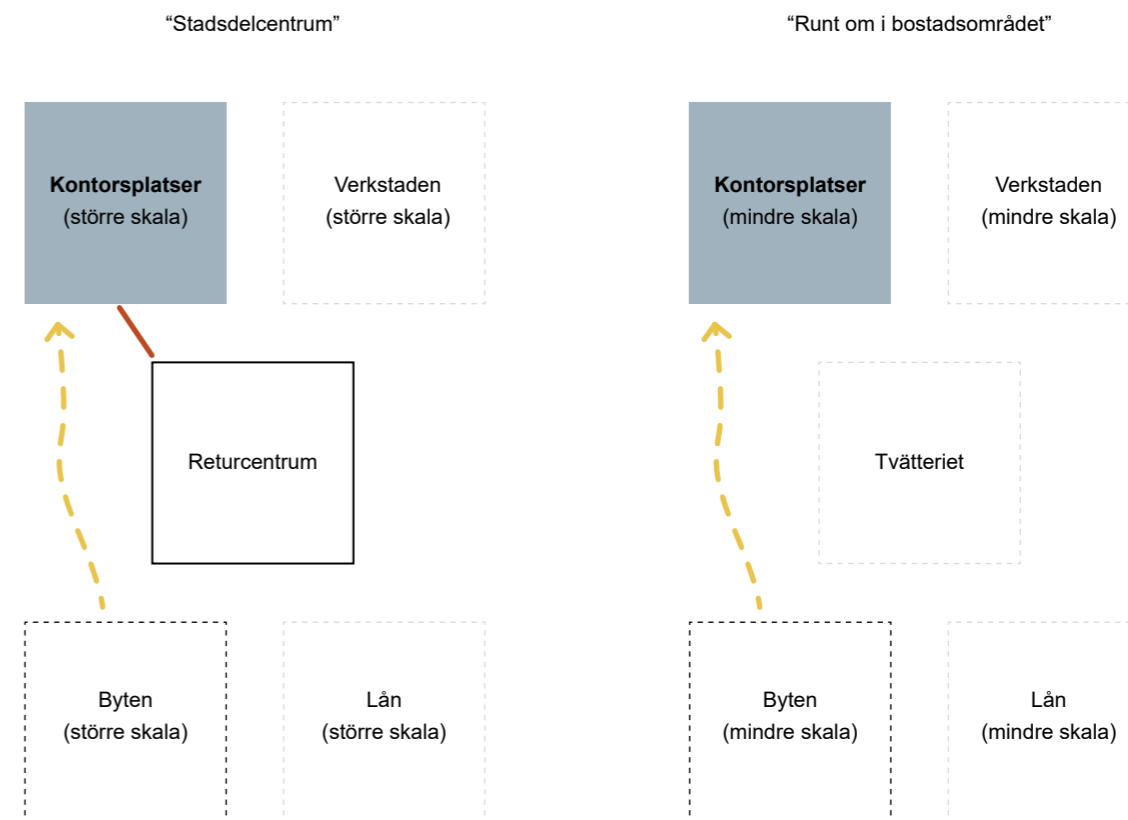 “Stadsdelcentrum”
“Runt om i bostadsområdet”
Kontorsplatser
(större skala)
Verkstaden
(större skala)
Kontorsplatser
(mindre skala)
Verkstaden
(mindre skala)
Returcentrum
Tvätteriet
Byten
(större skala)
Lån
(större skala)
Byten
(mindre skala)
Lån
(mindre skala)